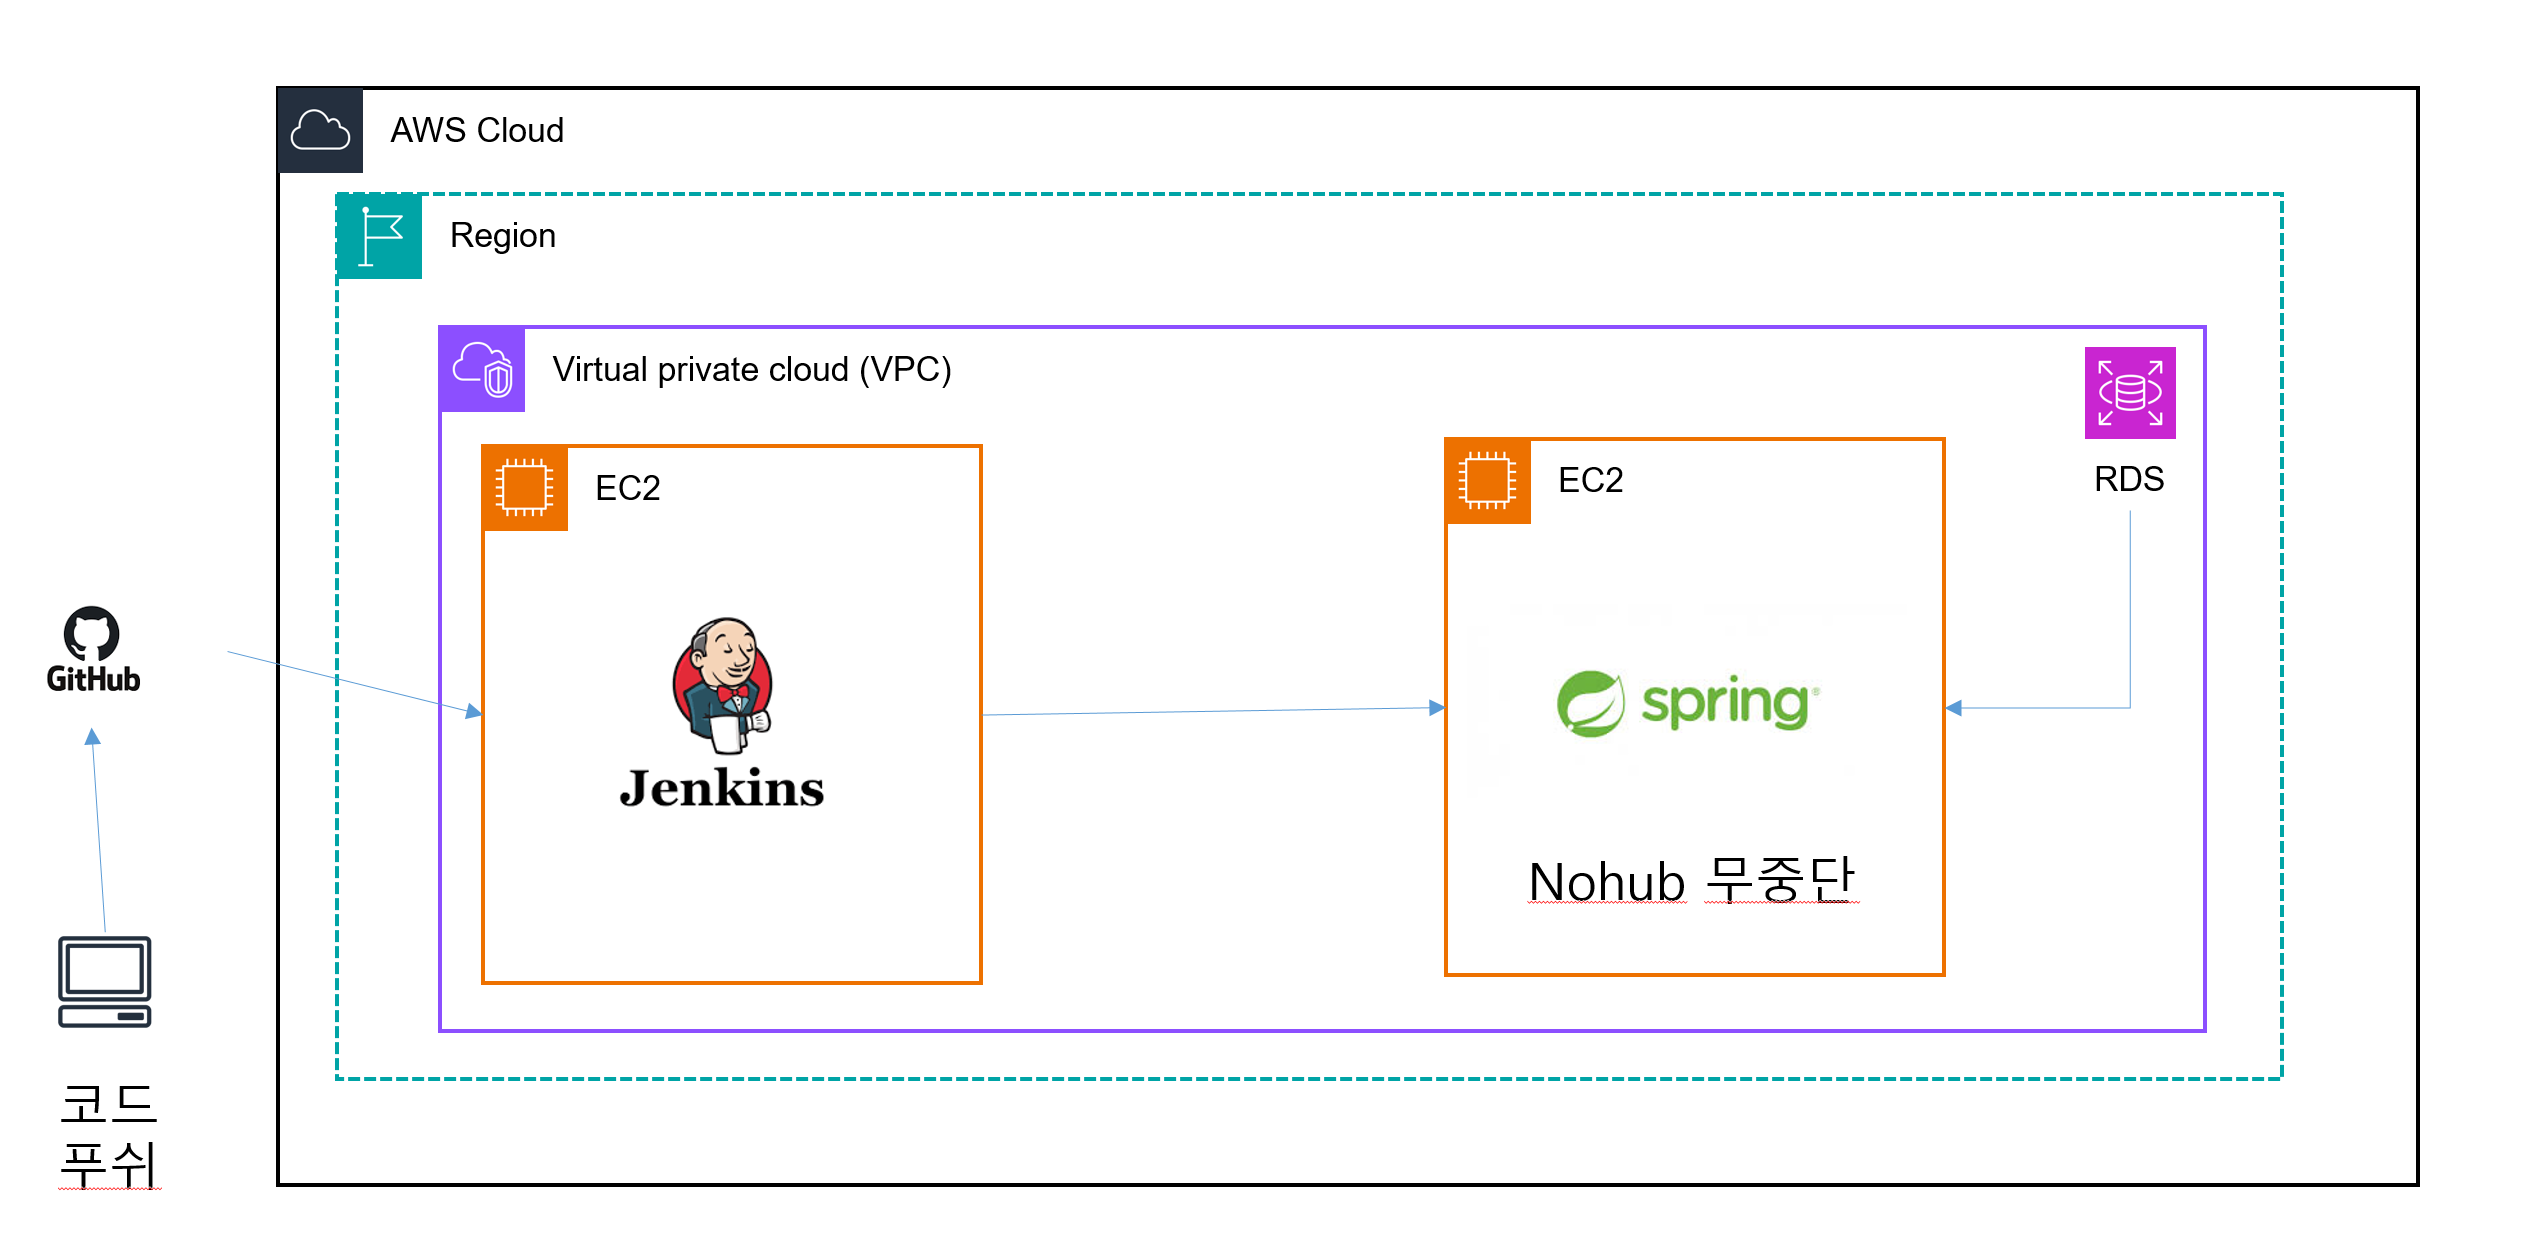 AWS Cloud
Region
Virtual private cloud (VPC)
RDS
EC2
EC2
GitHub
Jenkins
spring®
Nohub 무중단
코드
푸쉬